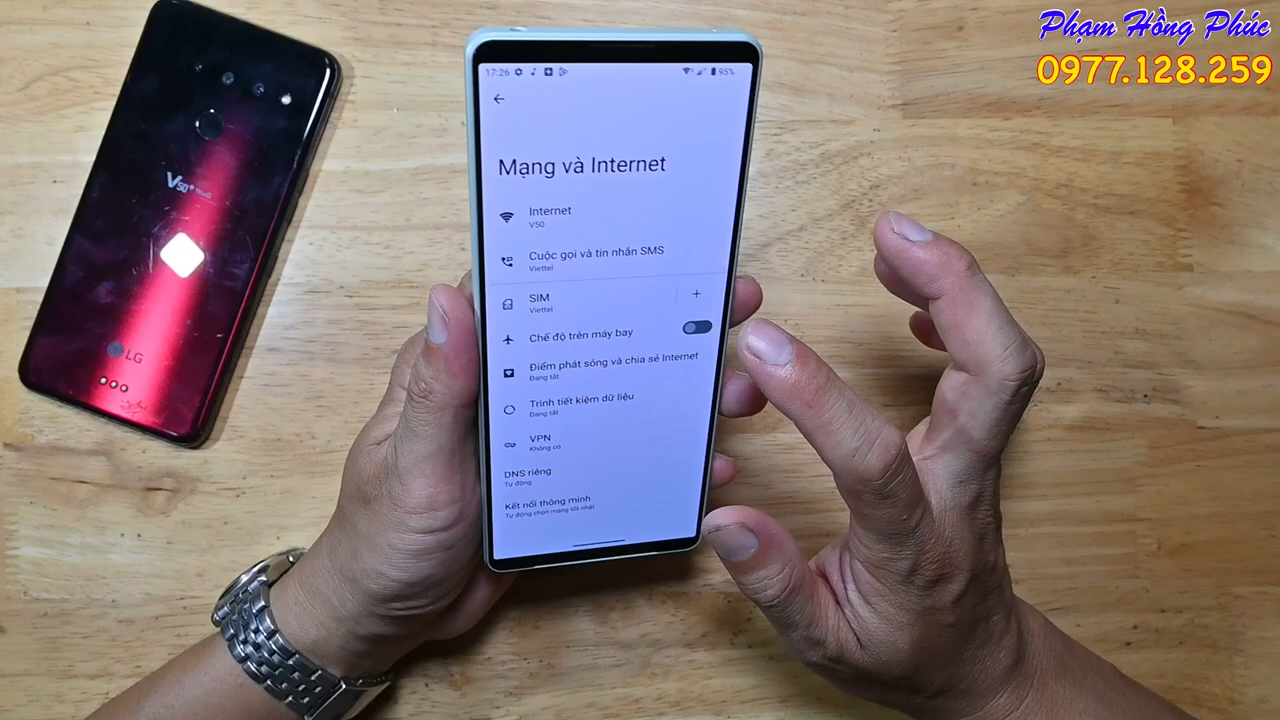 Phạm Hồng Phúc
0977.128.259
17:26
95%
Mạng và Internet
Internet
V50
Cuộc gọi và tin nhắn SMS
Viettel
SIM
Viettel
Chế độ trên máy bay
Điểm phát sóng và chia sẻ Internet
Đang tắt
Trình tiết kiệm dữ liệu
Đang tắt
VPN
Không có
DNS riêng
Tự động
Kết nối thông minh
Tự động chọn mạng tốt nhất
V50+ ThinQ
LG